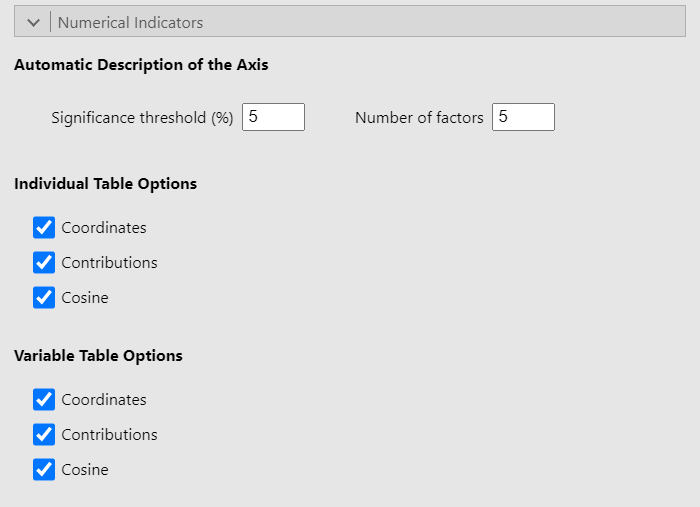 Numerical Indicators
Automatic Description of the Axis
Significance threshold (%) 5 Number of factors 5
Individual Table Options
Coordinates
Contributions
Cosine
Variable Table Options
Coordinates
Contributions
Cosine